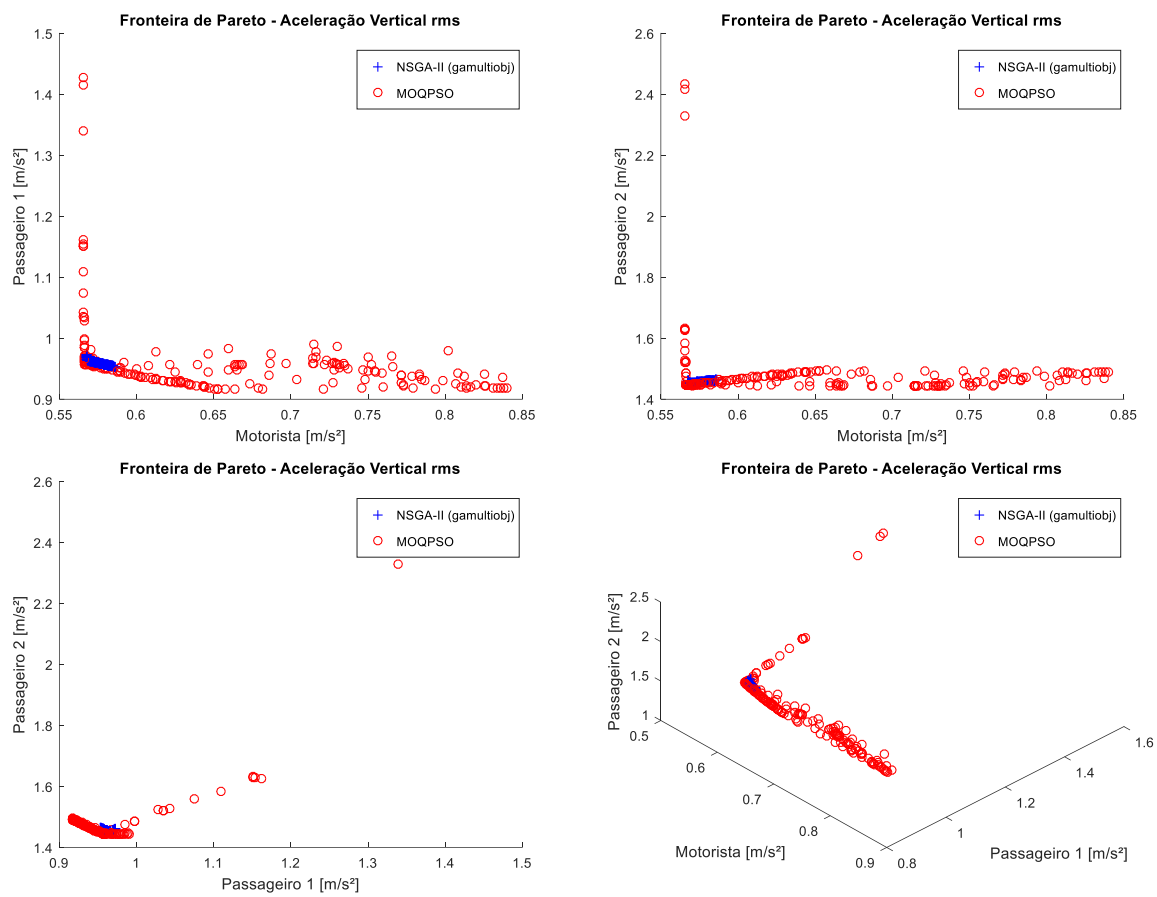 Fronteira de Pareto - Aceleração Vertical rms
1.5
1.4
1.3
1.2
1.1
1
0.9
Passageiro 1 [m/s²]
NSGA-II (gamultiobj)
MOQPSO
0.55
0.6
0.65
0.7
0.75
0.8
0.85
Motorista [m/s²]
Fronteira de Pareto - Aceleração Vertical rms
2.6
2.4
2.2
2
1.8
1.6
1.4
Passageiro 2 [m/s²]
NSGA-II (gamultiobj)
MOQPSO
0.55
0.6
0.65
0.7
0.75
0.8
0.85
Motorista [m/s²]
Fronteira de Pareto - Aceleração Vertical rms
2.6
2.4
2.2
2
1.8
1.6
1.4
Passageiro 2 [m/s²]
NSGA-II (gamultiobj)
MOQPSO
0.9
1
1.1
1.2
1.3
1.4
1.5
Passageiro 1 [m/s²]
Fronteira de Pareto - Aceleração Vertical rms
NSGA-II (gamultiobj)
MOQPSO
2.5
2
1.5
1
Passageiro 2 [m/s²]
0.5
0.6
0.7
0.8
0.9
Motorista [m/s²]
0.8
1
1.2
1.4
1.6
Passageiro 1 [m/s²]